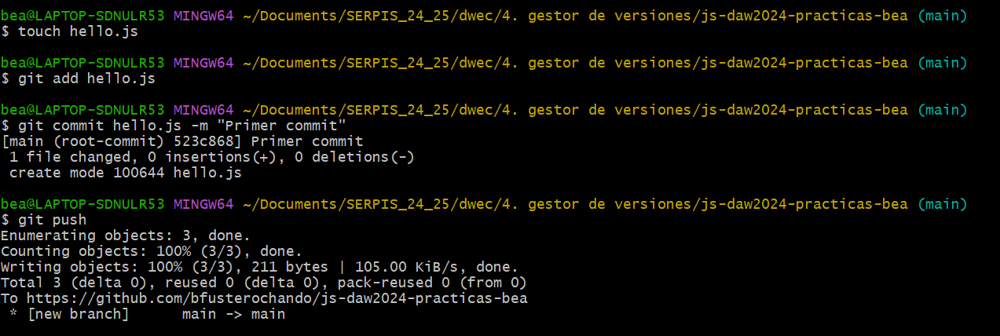 bea@LAPTOP-SDNULR53 MINGW64 ~/Documents/SERPIS_24_25/dwec/4. gestor de versiones/js-daw2024-practicas-bea (main)
$ touch hello.js
bea@LAPTOP-SDNULR53 MINGW64 ~/Documents/SERPIS_24_25/dwec/4. gestor de versiones/js-daw2024-practicas-bea (main)
$ git add hello.js
bea@LAPTOP-SDNULR53 MINGW64 ~/Documents/SERPIS_24_25/dwec/4. gestor de versiones/js-daw2024-practicas-bea (main)
$ git commit hello.js -m "Primer commit"
[main (root-commit) 523c868] Primer commit
 1 file changed, 0 insertions(+), 0 deletions(-)
 create mode 100644 hello.js
bea@LAPTOP-SDNULR53 MINGW64 ~/Documents/SERPIS_24_25/dwec/4. gestor de versiones/js-daw2024-practicas-bea (main)
$ git push
Enumerating objects: 3, done.
Counting objects: 100% (3/3), done.
Writing objects: 100% (3/3), 211 bytes | 105.00 KiB/s, done.
Total 3 (delta 0), reused 0 (delta 0), pack-reused 0 (from 0)
To https://github.com/bfusterochando/js-daw2024-practicas-bea
 * [new branch]      main -> main